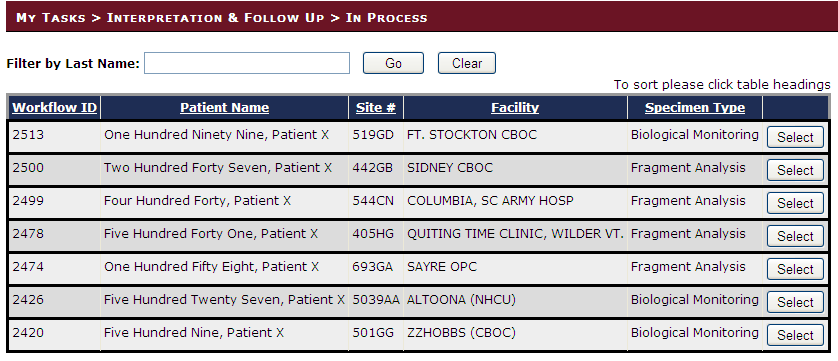 My Tasks > Interpretation & Follow Up > In Process
Filter by Last Name: Go Clear
To sort please click table headings
Workflow ID Patient Name Site # Facility Specimen Type
2513 One Hundred Ninety Nine, Patient X 519GD FT. STOCKTON CBOC Biological Monitoring Select
2500 Two Hundred Forty Seven, Patient X 442GB SIDNEY CBOC Fragment Analysis Select
2499 Four Hundred Forty, Patient X 544CN COLUMBIA, SC ARMY HOSP Fragment Analysis Select
2478 Five Hundred Forty One, Patient X 405HG QUITING TIME CLINIC, WILDER VT. Fragment Analysis Select
2474 One Hundred Fifty Eight, Patient X 693GA SAYRE OPC Fragment Analysis Select
2426 Five Hundred Twenty Seven, Patient X 5039AA ALTOONA (NHCU) Biological Monitoring Select
2420 Five Hundred Nine, Patient X 501GG ZZHOBBS (CBOC) Biological Monitoring Select